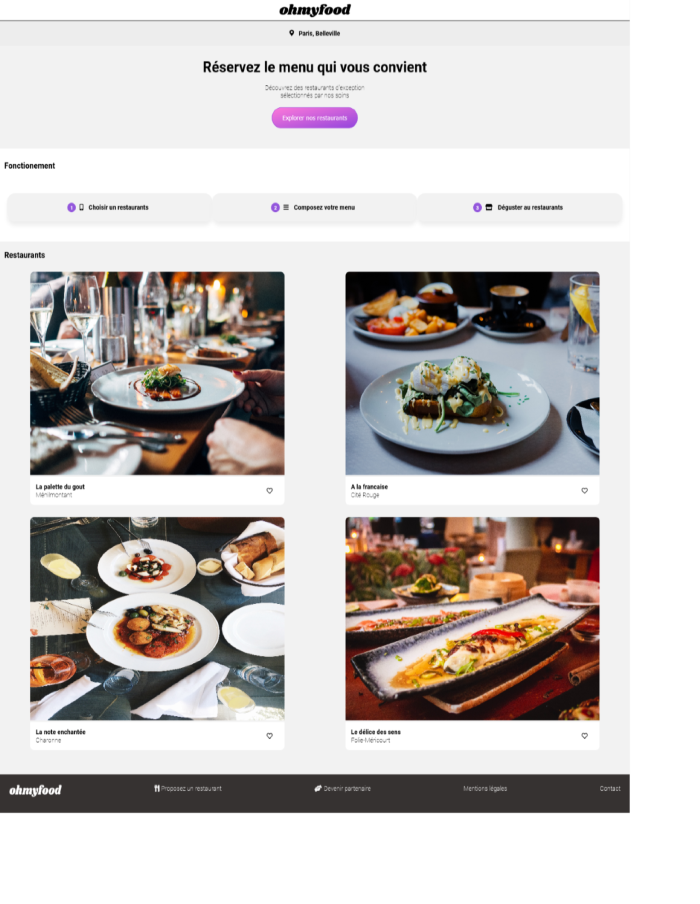 ohmyfood
Paris, Belleville
Réservez le menu qui vous convient
Découvrez des restaurants d'exception
sélectionnés par nos soins
Explorer nos restaurants
Fonctionement
1 Choisir un restaurants
2 Composez votre menu
3 Déguster au restaurants
Restaurants
La palette du gout
Ménilmontant
A la francaise
Cité Rouge
La note enchantée
Charonne
Le délice des sens
Folie-Méricourt
ohmyfood
Proposez un restaurant
Devenir partenaire
Mentions légales
Contact